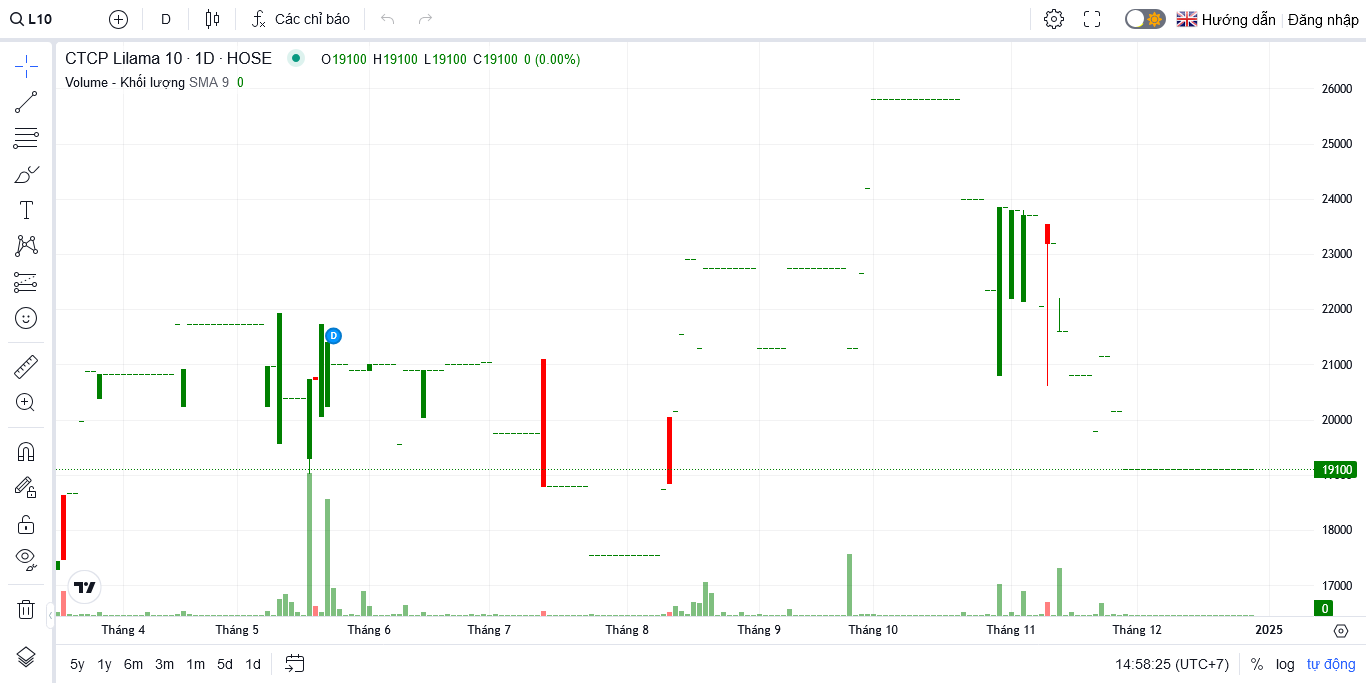 L10 D Các chỉ báo Hướng dẫn Đăng nhập
CTCP Lilama 10 · 1D · HOSE O19100 H19100 L19100 C19100 0 (0.00%)
Volume - Khối lượng SMA 9 0
26000
25000
24000
23000
22000
D
21000
20000
19100
18000
17000
0
Tháng 4 Tháng 5 Tháng 6 Tháng 7 Tháng 8 Tháng 9 Tháng 10 Tháng 11 Tháng 12 2025
5y 1y 6m 3m 1m 5d 1d 14:58:25 (UTC+7) % log tự động